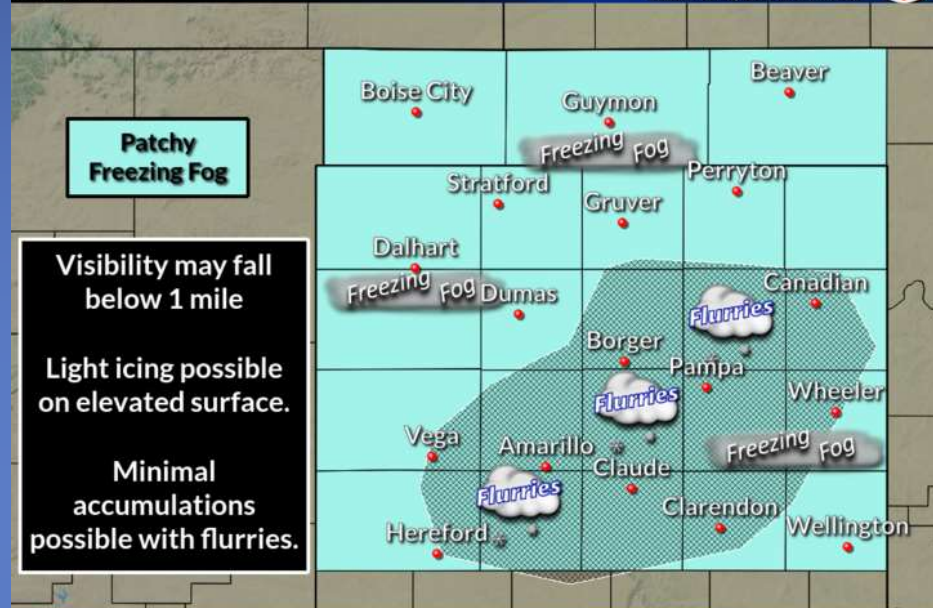 Boise City
Guymon
Beaver
Patchy
Freezing Fog
Freezing Fog
Stratford
Gruver
Perryton
Dalhart
Freezing Fog
Dumas
Canadian
Flurries
Visibility may fall
below 1 mile
Light icing possible
on elevated surface.
Minimal
accumulations
possible with flurries.
Borger
Pampa
Flurries
Wheeler
Vega
Amarillo
Claude
Freezing Fog
Flurries
Hereford
Clarendon
Wellington